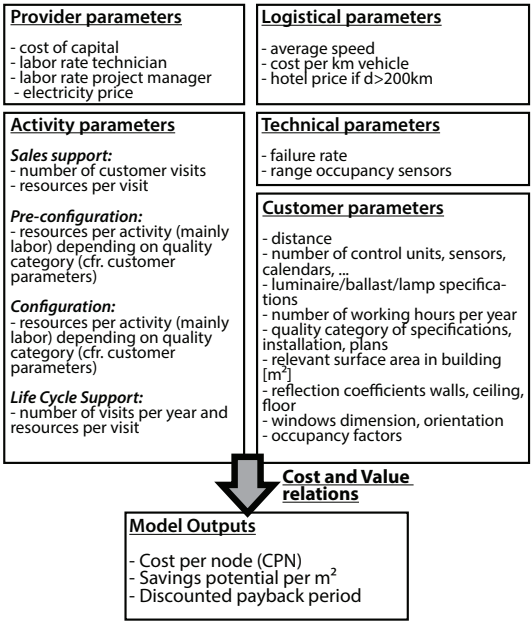 Provider parameters
- cost of capital
- labor rate technician
- labor rate project manager
- electricity price
Logistical parameters
- average speed
- cost per km vehicle
- hotel price if d>200km
Activity parameters
Sales support:
- number of customer visits
- resources per visit
Pre-configuration:
- resources per activity (mainly
labor) depending on quality
category (cfr. customer
parameters)
Configuration:
- resources per activity (mainly
labor) depending on quality
category (cfr. customer
parameters)
Life Cycle Support:
- number of visits per year and
resources per visit
Technical parameters
- failure rate
- range occupancy sensors
Customer parameters
- distance
- number of control units, sensors,
calendars, ...
- luminaire/ballast/lamp specifica-
tions
- number of working hours per year
- quality category of specifications,
installation, plans
- relevant surface area in building
[m²]
- reflection coefficients walls, ceiling,
floor
- windows dimension, orientation
- occupancy factors
Cost and Value
relations
Model Outputs
- Cost per node (CPN)
- Savings potential per m²
- Discounted payback period